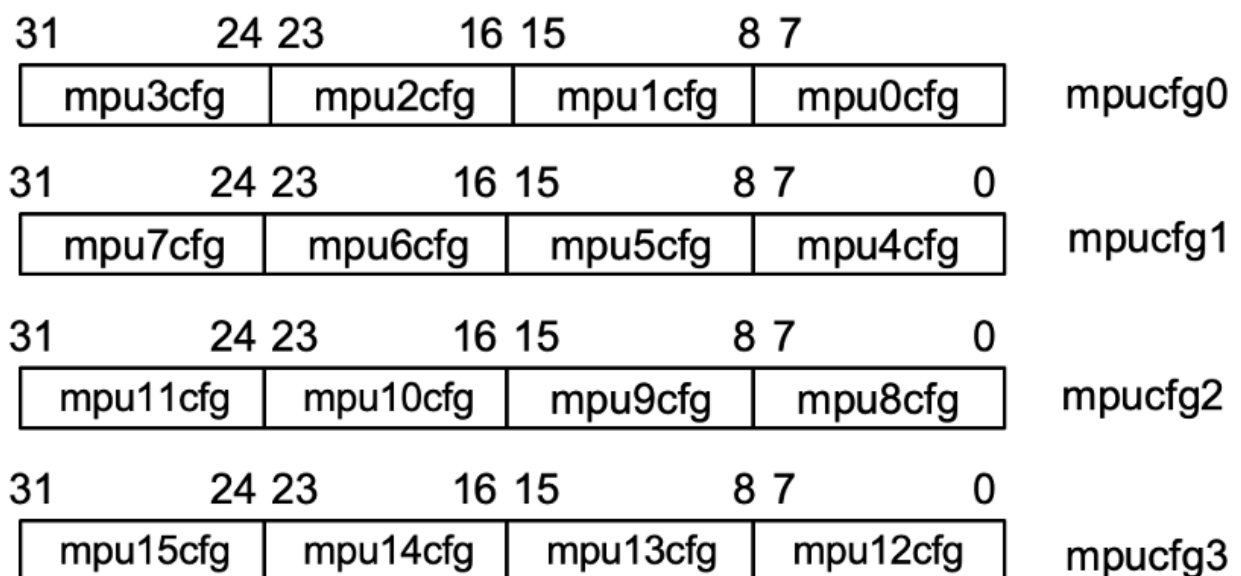 31 24 23 16 15 8 7
mpu3cfg mpu2cfg mpu1cfg mpu0cfg mpucfg0
31 24 23 16 15 8 7 0
mpu7cfg mpu6cfg mpu5cfg mpu4cfg mpucfg1
31 24 23 16 15 8 7 0
mpu11cfg mpu10cfg mpu9cfg mpu8cfg mpucfg2
31 24 23 16 15 8 7 0
mpu15cfg mpu14cfg mpu13cfg mpu12cfg mpucfg3